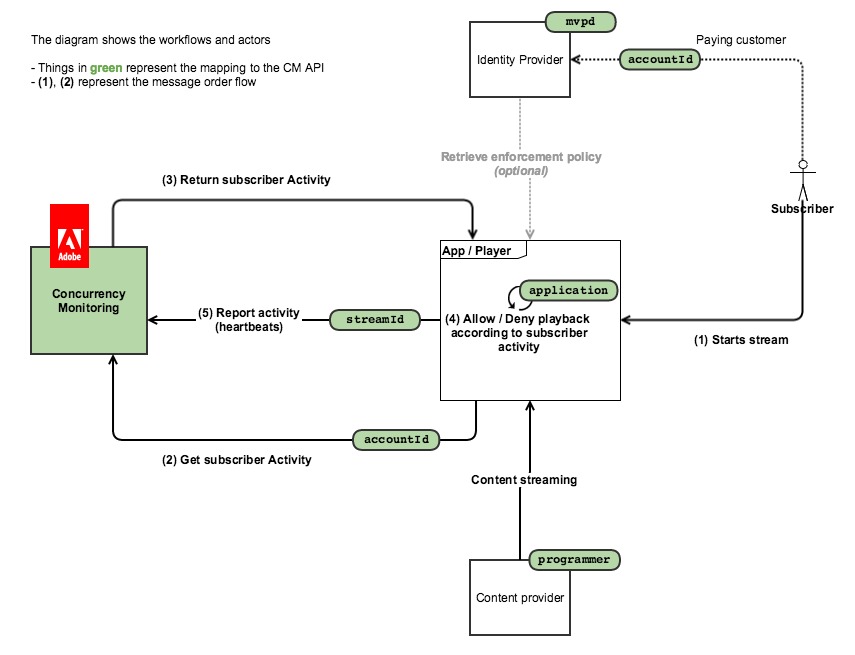 The diagram shows the workflows and actors
- Things in green represent the mapping to the CM API
- (1), (2) represent the message order flow
mvpd
Identity Provider
accountId
Paying customer
Retrieve enforcement policy
(optional)
(3) Return subscriber Activity
Subscriber
Adobe
Concurrency
Monitoring
App / Player
application
(4) Allow / Deny playback
according to subscriber
activity
(5) Report activity
(heartbeats)
streamId
(1) Starts stream
accountId
(2) Get subscriber Activity
Content streaming
programmer
Content provider